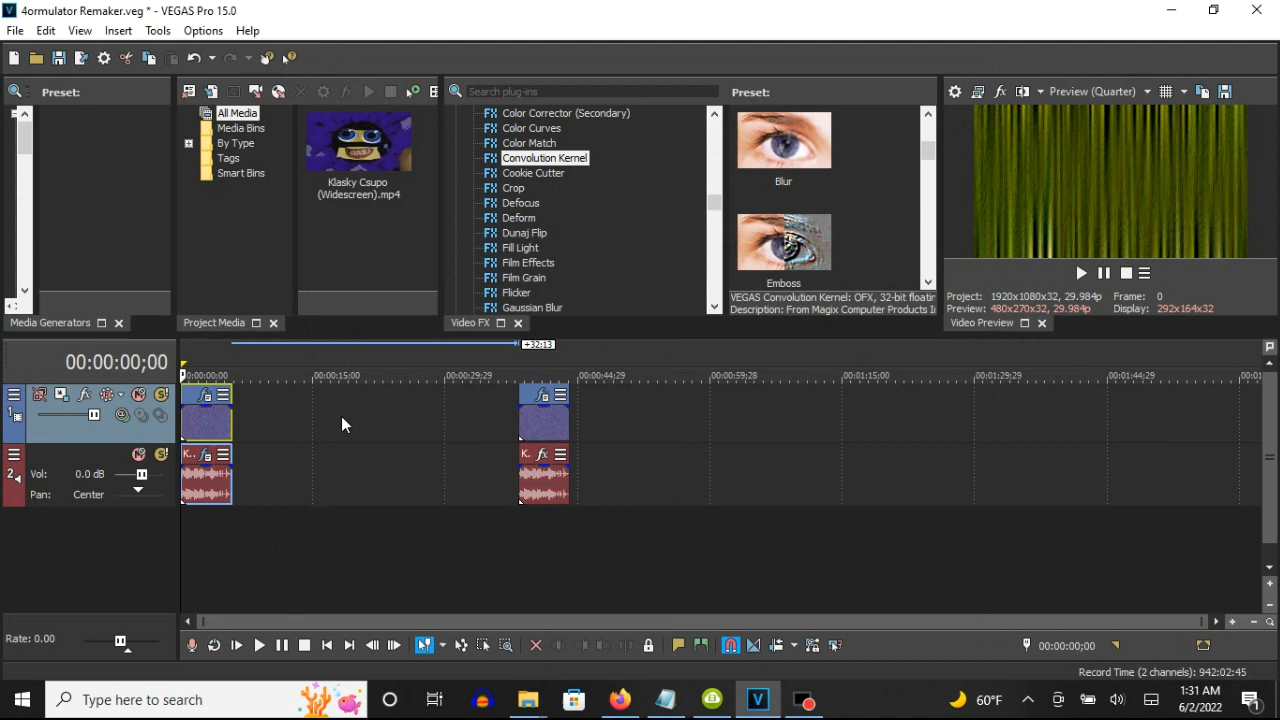 4ormulator Remaker.veg * - VEGAS Pro 15.0
File Edit View Insert Tools Options Help
Preset:
Search plug-ins
Preset:
Preview (Quarter)
All Media
Media Bins
By Type
Tags
Smart Bins
Klasky Csupo
(Widescreen).mp4
Color Corrector (Secondary)
Color Curves
Color Match
Convolution Kernel
Cookie Cutter
Crop
Defocus
Deform
Dunaj Flip
Fill Light
Film Effects
Film Grain
Flicker
Gaussian Blur
Blur
Emboss
VEGAS Convolution Kernel: OFX, 32-bit floatin
Description: From Magix Computer Products I
Project: 1920x1080x32, 29.984p
Frame: 0
Preview: 480x270x32, 29.984p
Display: 292x164x32
Media Generators
Project Media
Video FX
Video Preview
00:00:00;00
+32;13
00:00:00;00
00:00:15;00
00:00:29;29
00:00:44;29
00:00:59;28
00:01:15;00
00:01:29;29
00:01:44;29
00:0
1
2
K..
K.
Vol: 0.0 dB
Pan: Center
Rate: 0.00
00:00:00;00
Record Time (2 channels): 942:02:45
Type here to search
V
60°F
1:31 AM
6/2/2022
1